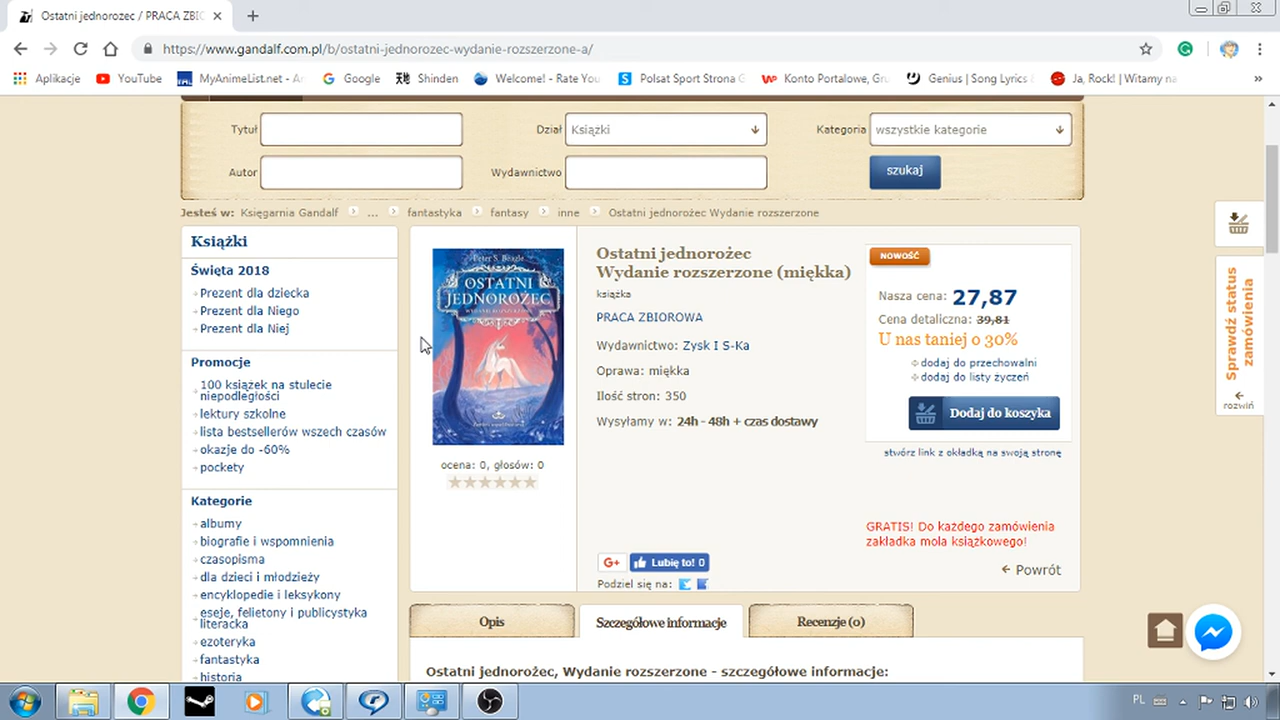 Ostatni jednorożec / PRACA ZBIO
https://www.gandalf.com.pl/b/ostatni-jednorozec-wydanie-rozszerzone-a/
Aplikacje
YouTube
MyAnimeList.net - An
Google
Shinden
Welcome! - Rate You
Polsat Sport Strona G
Konto Portalowe, Gr
Genius | Song Lyrics
Ja, Rock! | Witamy na
»
Tytuł
Dział
Książki
Kategoria
wszystkie kategorie
Autor
Wydawnictwo
szukaj
Jesteś w: Księgarnia Gandalf ... fantastyka fantasy inne Ostatni jednorożec Wydanie rozszerzone
Książki
Święta 2018
Prezent dla dziecka
Prezent dla Niego
Prezent dla Niej
Promocje
100 książek na stulecie
niepodległości
lektury szkolne
lista bestsellerów wszech czasów
okazje do -60%
pockety
Kategorie
albumy
biografie i wspomnienia
czasopisma
dla dzieci i młodzieży
encyklopedie i leksykony
eseje, felietony i publicystyka
literacka
ezoteryka
fantastyka
historia
Peter S. Beagle
OSTATNI
JEDNOROŻEC
WYDANIE ROZSZERZONE
ocena: 0, głosów: 0
Ostatni jednorożec
Wydanie rozszerzone (miękka)
książka
PRACA ZBIOROWA
Wydawnictwo: Zysk I S-Ka
Oprawa: miękka
Ilość stron: 350
Wysyłamy w: 24h - 48h + czas dostawy
G+
Lubię to! 0
Podziel się na:
NOWOŚĆ
Nasza cena: 27,87
Cena detaliczna: 39,81
U nas taniej o 30%
dodaj do przechowalni
dodaj do listy życzeń
Dodaj do koszyka
stwórz link z okładką na swoją stronę
GRATIS! Do każdego zamówienia
zakładka mola książkowego!
Powrót
Sprawdź status
zamówienia
rozwiń
Opis
Szczegółowe informacje
Recenzje (0)
Ostatni jednorożec, Wydanie rozszerzone - szczegółowe informacje:
PL